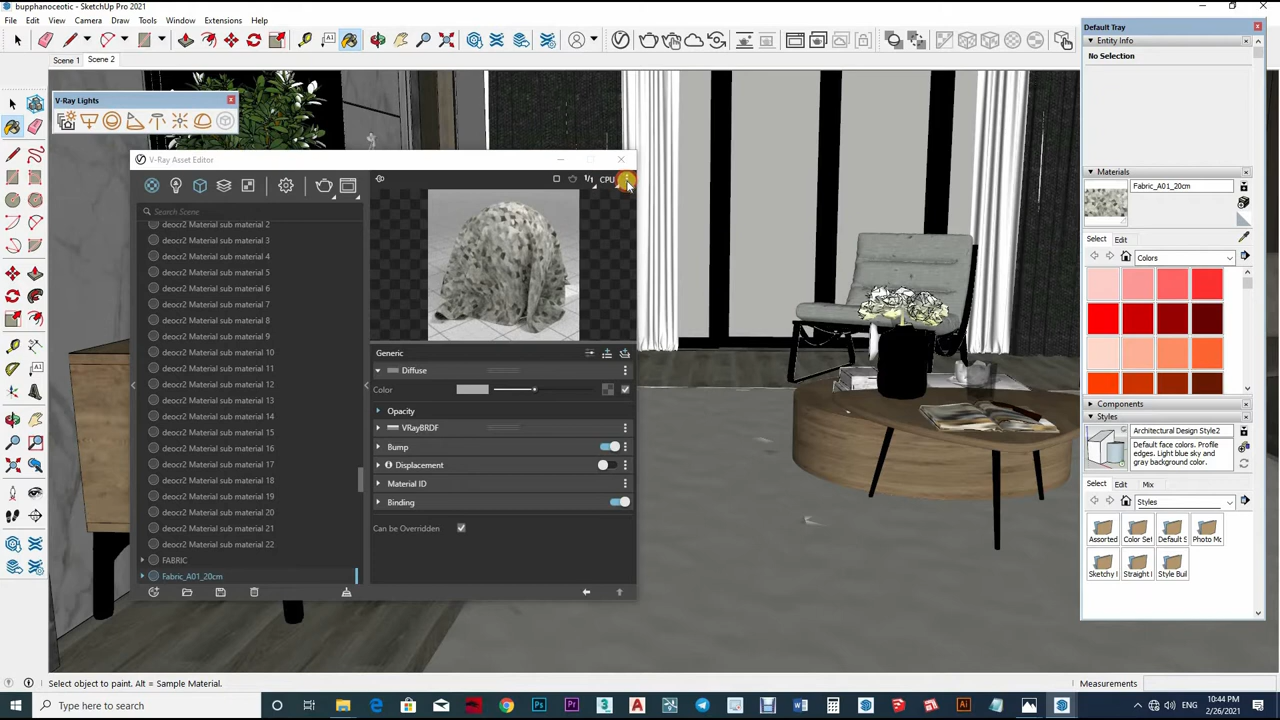 bupphanoceotic - SketchUp Pro 2021
File Edit View Camera Draw Tools Window Extensions Help
Scene 1 Scene 2
V-Ray Lights
V-Ray Asset Editor
CPU
Search Scene
deocr2 Material sub material 2
deocr2 Material sub material 3
deocr2 Material sub material 4
deocr2 Material sub material 5
deocr2 Material sub material 6
deocr2 Material sub material 7
deocr2 Material sub material 8
deocr2 Material sub material 9
deocr2 Material sub material 10
deocr2 Material sub material 11
deocr2 Material sub material 12
deocr2 Material sub material 13
deocr2 Material sub material 14
deocr2 Material sub material 15
deocr2 Material sub material 16
deocr2 Material sub material 17
deocr2 Material sub material 18
deocr2 Material sub material 19
deocr2 Material sub material 20
deocr2 Material sub material 21
deocr2 Material sub material 22
FABRIC
Fabric_A01_20cm
Generic
Diffuse
Color
Opacity
VRayBRDF
Bump
Displacement
Material ID
Binding
Can be Overridden
Default Tray
Entity Info
No Selection
Materials
Fabric_A01_20cm
Select Edit
Colors
Components
Styles
Architectural Design Style2
Default face colors. Profile
edges. Light blue sky and
gray background color.
Select Edit Mix
Styles
Assorted Color Set Default S Photo Mo
Sketchy I Straight I Style Buil
Select object to paint. Alt = Sample Material.
Measurements
Type here to search
ENG
10:44 PM
2/26/2021